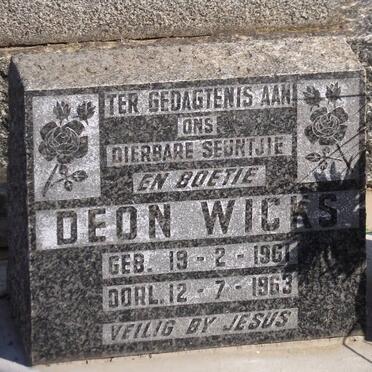 TER GEDAGTENIS AAN
ONS
DIERBARE SEUNTJIE
EN BOETIE
DEON WICKS
GEB. 19-2-1961
OORL. 12-7-1963
VEILIG BY JESUS